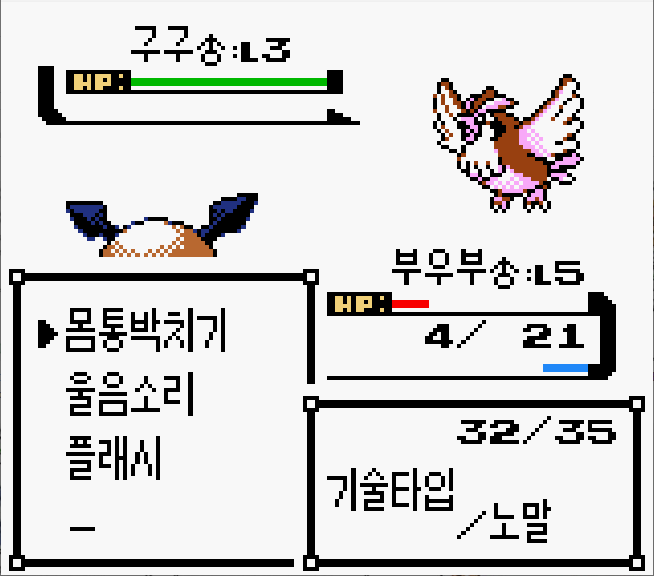 구구♂:L3
HP:
부우부♂:L5
HP:
4/ 21
▶몸통박치기
울음소리
플래시
–
32/35
기술타입
/노말